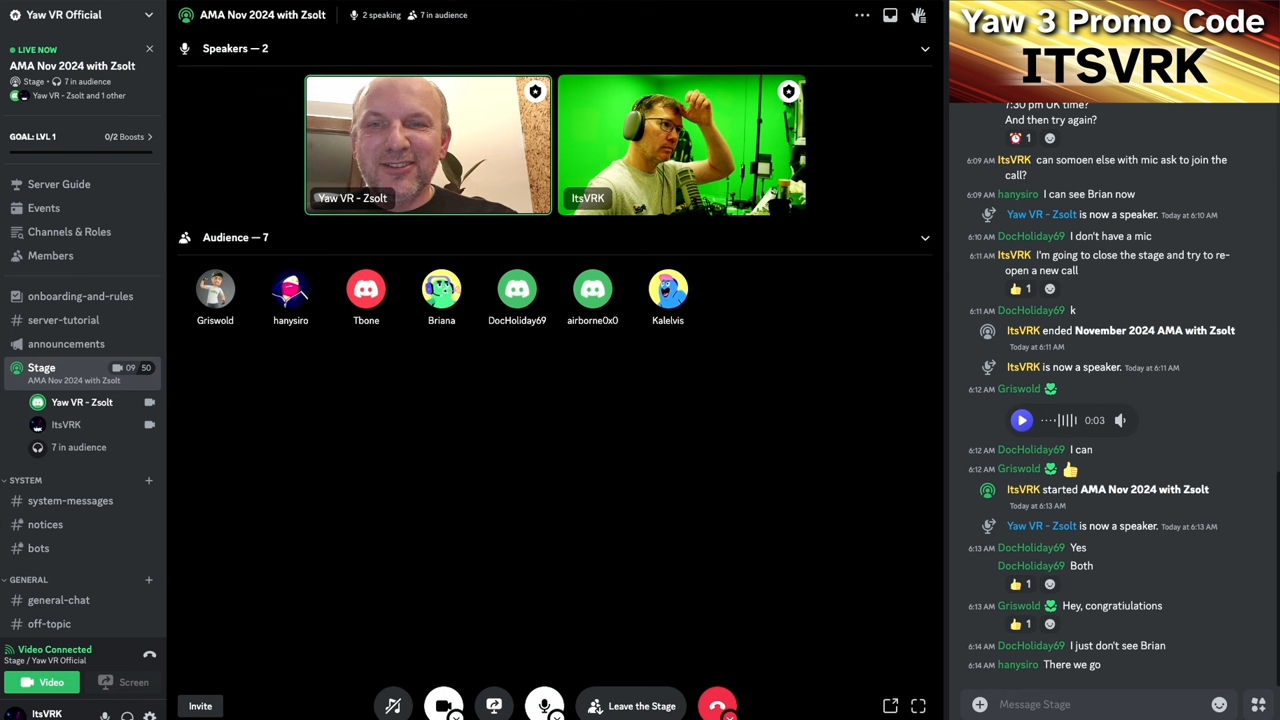 Yaw VR Official
LIVE NOW
AMA Nov 2024 with Zsolt
Stage • 7 in audience
Yaw VR - Zsolt and 1 other
GOAL: LVL 1
0/2 Boosts
Server Guide
Events
Channels & Roles
Members
onboarding-and-rules
server-tutorial
announcements
Stage
09 50
AMA Nov 2024 with Zsolt
Yaw VR - Zsolt
ItsVRK
7 in audience
SYSTEM
system-messages
notices
bots
GENERAL
general-chat
off-topic
Video Connected
Stage / Yaw VR Official
Video
Screen
ItsVRK
AMA Nov 2024 with Zsolt
2 speaking
7 in audience
Speakers — 2
Yaw VR - Zsolt
ItsVRK
Audience — 7
Griswold
hanysiro
Tbone
Briana
DocHoliday69
airborne0x0
Kalelvis
Invite
Leave the Stage
Yaw 3 Promo Code
ITSVRK
7:30 pm UK time?
And then try again?
1
6:09 AM ItsVRK can somoen else with mic ask to join the
call?
6:09 AM hanysiro I can see Brian now
Yaw VR - Zsolt is now a speaker. Today at 6:10 AM
6:10 AM DocHoliday69 I don't have a mic
6:11 AM ItsVRK I'm going to close the stage and try to re-
open a new call
1
6:11 AM DocHoliday69 k
ItsVRK ended November 2024 AMA with Zsolt
Today at 6:11 AM
ItsVRK is now a speaker. Today at 6:11 AM
6:12 AM Griswold
0:03
6:12 AM DocHoliday69 I can
6:12 AM Griswold
ItsVRK started AMA Nov 2024 with Zsolt
Today at 6:13 AM
Yaw VR - Zsolt is now a speaker. Today at 6:13 AM
6:13 AM DocHoliday69 Yes
DocHoliday69 Both
1
6:13 AM Griswold Hey, congratiulations
1
6:14 AM DocHoliday69 I just don't see Brian
6:14 AM hanysiro There we go
Message Stage